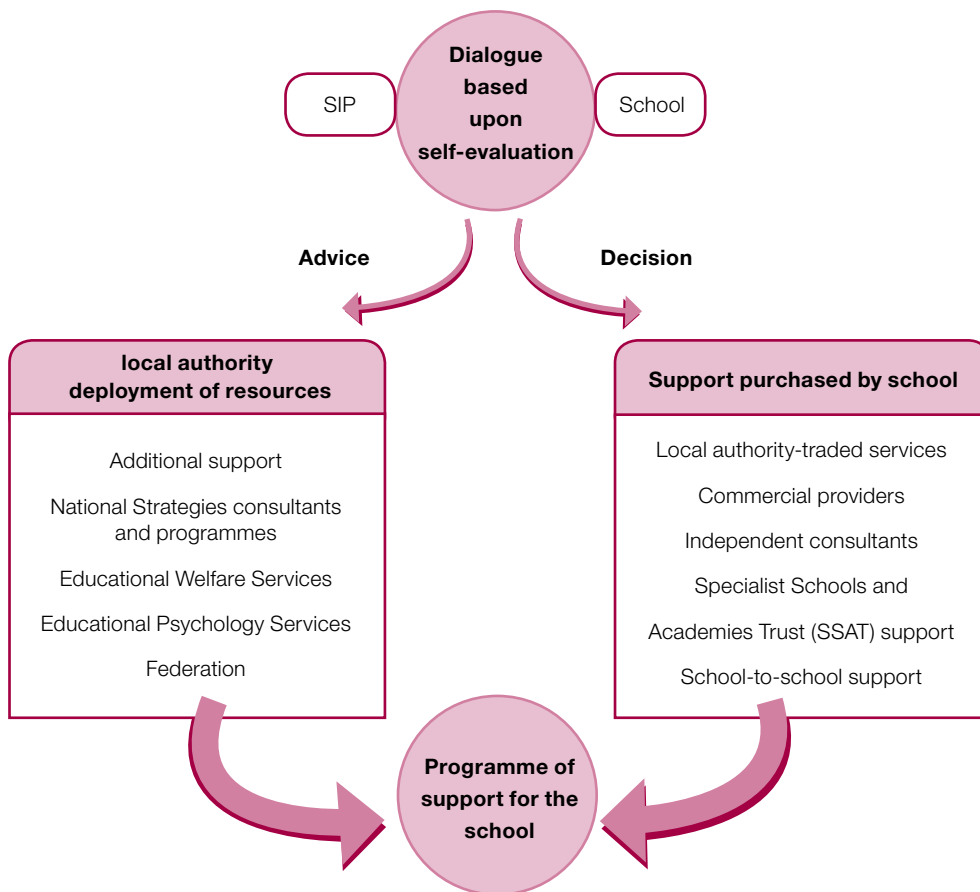 Dialogue
based
upon
self-evaluation
SIP
School
Advice
Decision
local authority
deployment of resources
Additional support
National Strategies consultants
and programmes
Educational Welfare Services
Educational Psychology Services
Federation
Support purchased by school
Local authority-traded services
Commercial providers
Independent consultants
Specialist Schools and
Academies Trust (SSAT) support
School-to-school support
Programme of
support for the
school